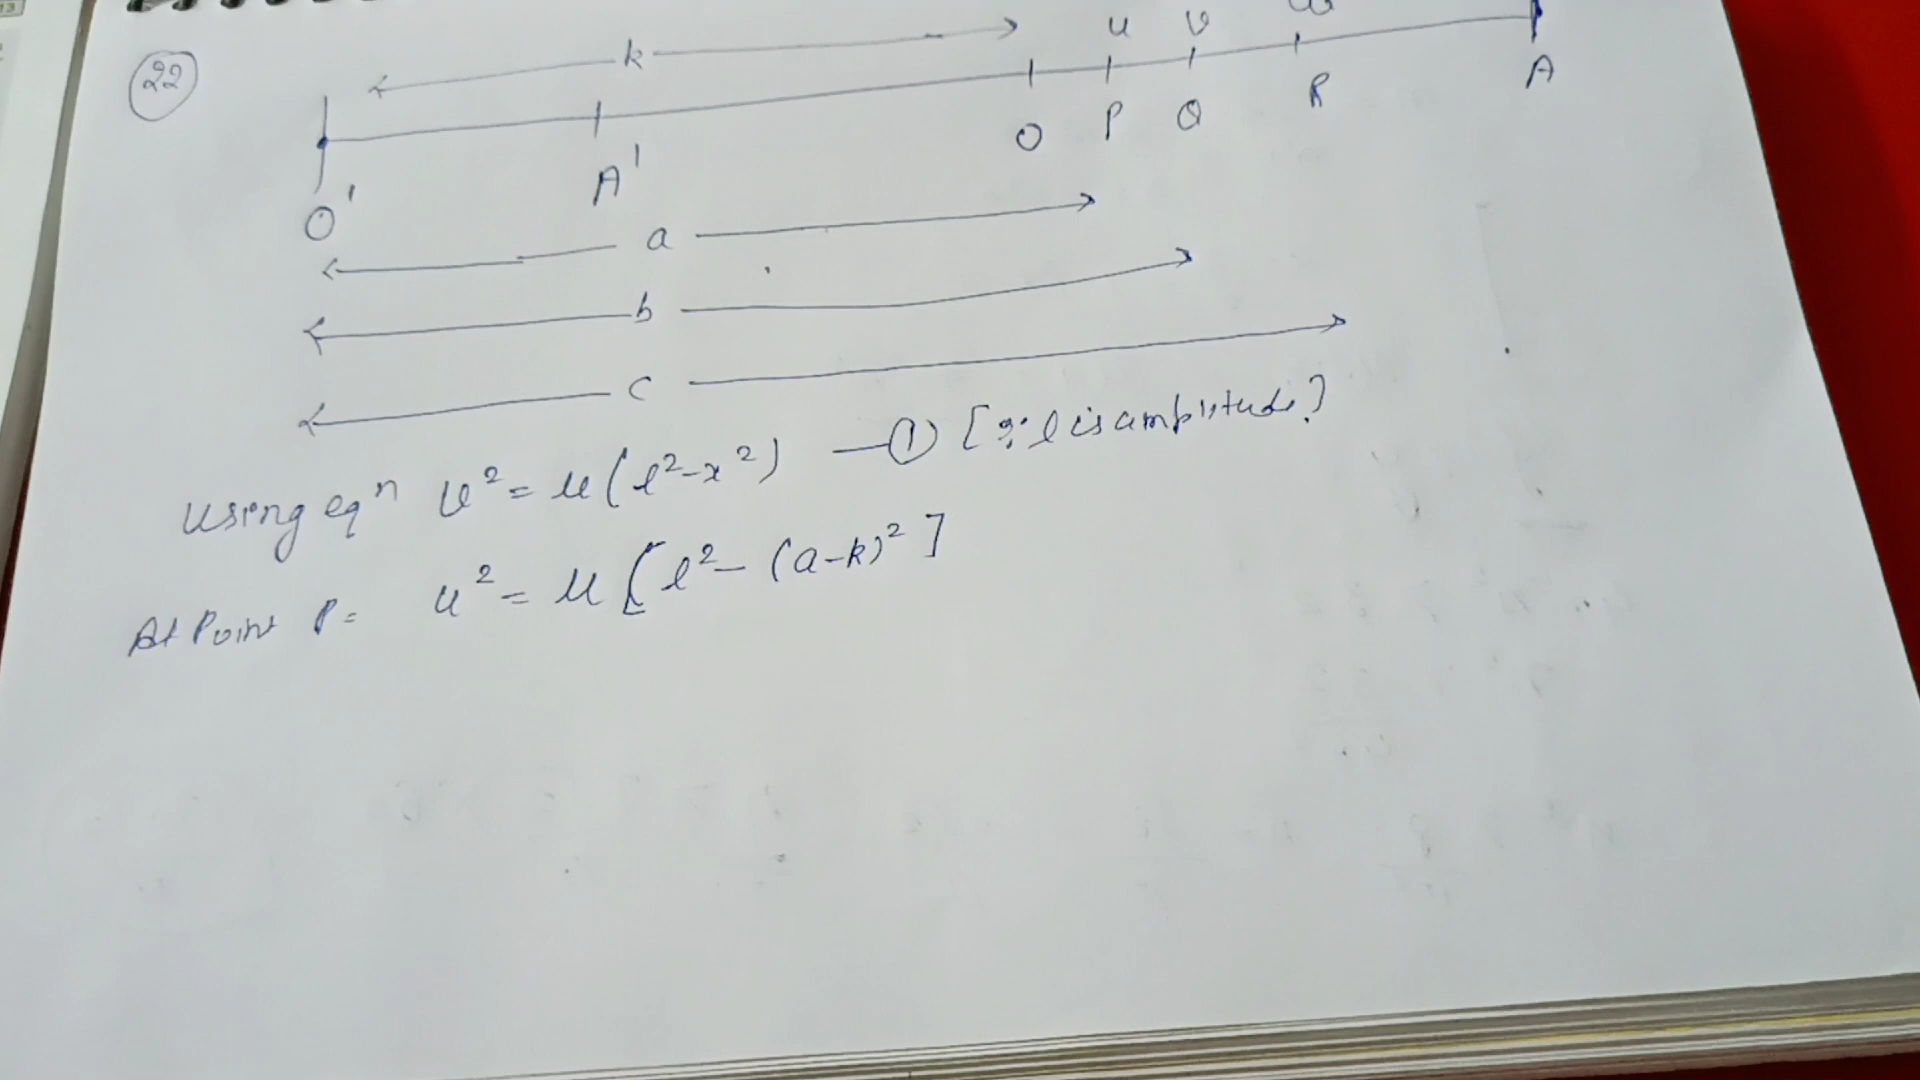 22
k
u v w
O' A' O P Q R A
a
b
c
Using eqⁿ v² = μ(l²-x²) —① [∵ l is amplitude]
At Point P = u² = μ[l²-(a-k)²]